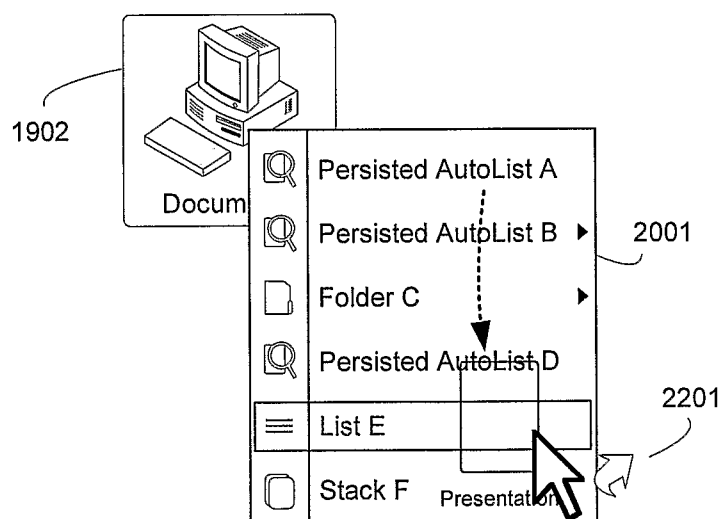 1902
Docum
Persisted AutoList A
Persisted AutoList B
2001
Folder C
Persisted AutoList D
2201
List E
Stack F
Presentation